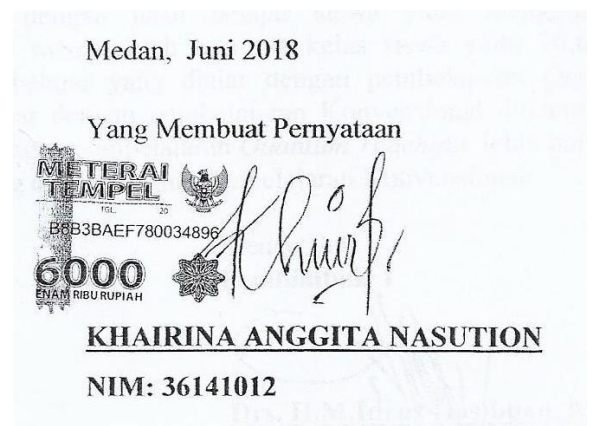 Medan, Juni 2018
Yang Membuat Pernyataan
METERAI
TEMPEL
TGL. 20
B8B3BAEF780034896
6000
ENAM RIBU RUPIAH
KHAIRINA ANGGITA NASUTION
NIM: 36141012